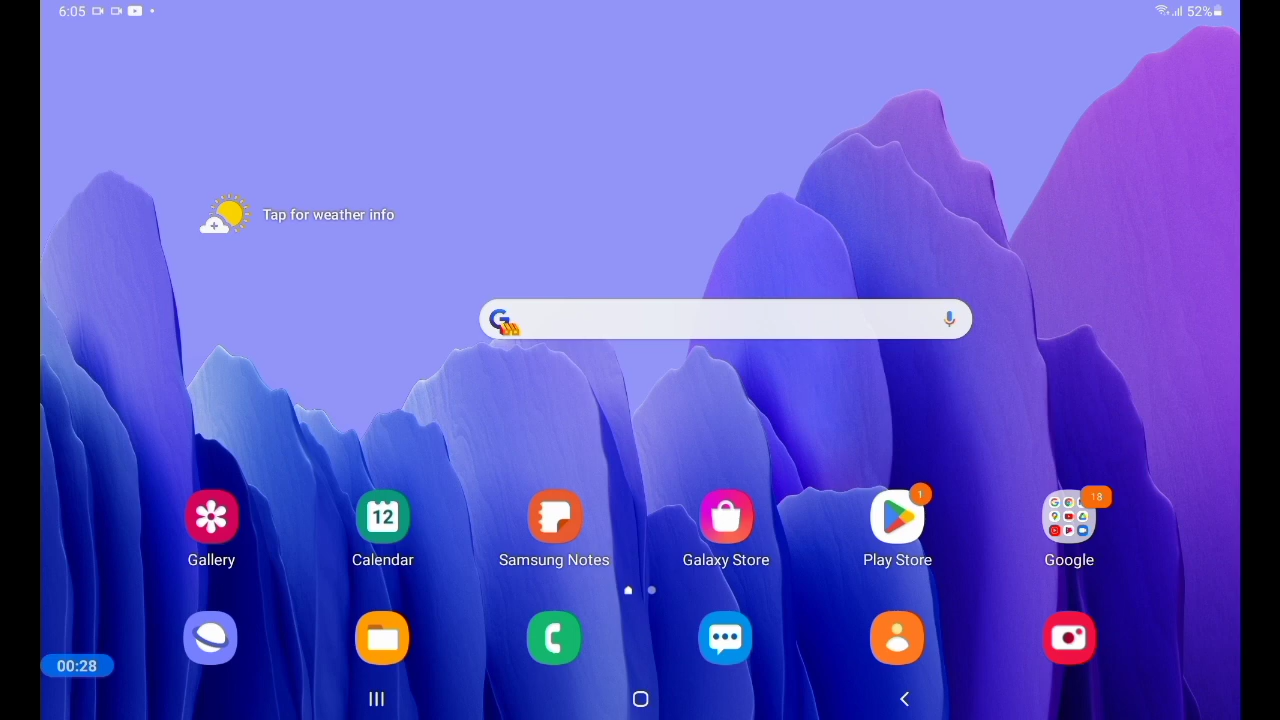 6:05
52%
Tap for weather info
G
12
1
18
Gallery
Calendar
Samsung Notes
Galaxy Store
Play Store
Google
00:28